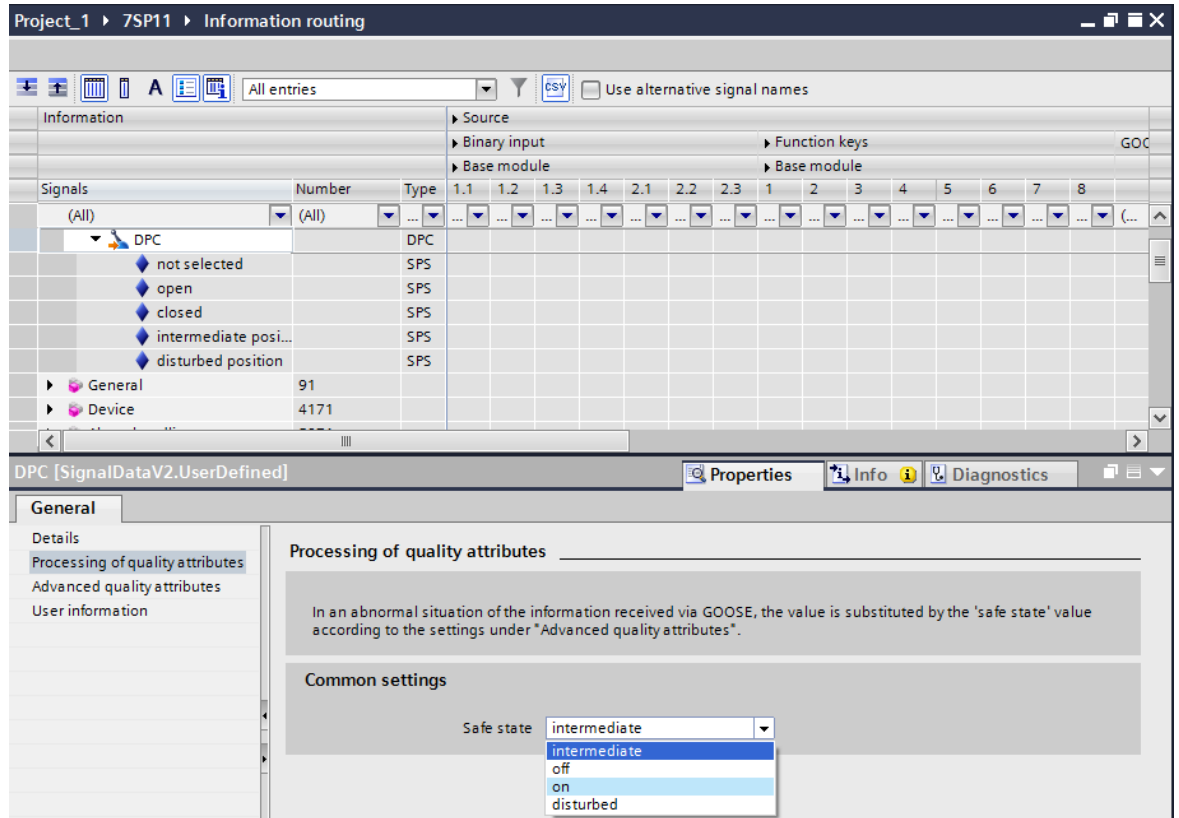 Project_1 ▸ 7SP11 ▸ Information routing
A All entries CSV Use alternative signal names
Information Source
Binary input Function keys GOO
Base module Base module
Signals Number Type 1.1 1.2 1.3 1.4 2.1 2.2 2.3 1 2 3 4 5 6 7 8
(All) (All) ... ... ... ... ... ... ... ... ... ... ... ... ... ... ... ... (...
DPC DPC
not selected SPS
open SPS
closed SPS
intermediate posi... SPS
disturbed position SPS
General 91
Device 4171
DPC [SignalDataV2.UserDefined] Properties Info Diagnostics
General
Details
Processing of quality attributes
Advanced quality attributes
User information
Processing of quality attributes
In an abnormal situation of the information received via GOOSE, the value is substituted by the 'safe state' value
according to the settings under "Advanced quality attributes".
Common settings
Safe state intermediate
intermediate
off
on
disturbed